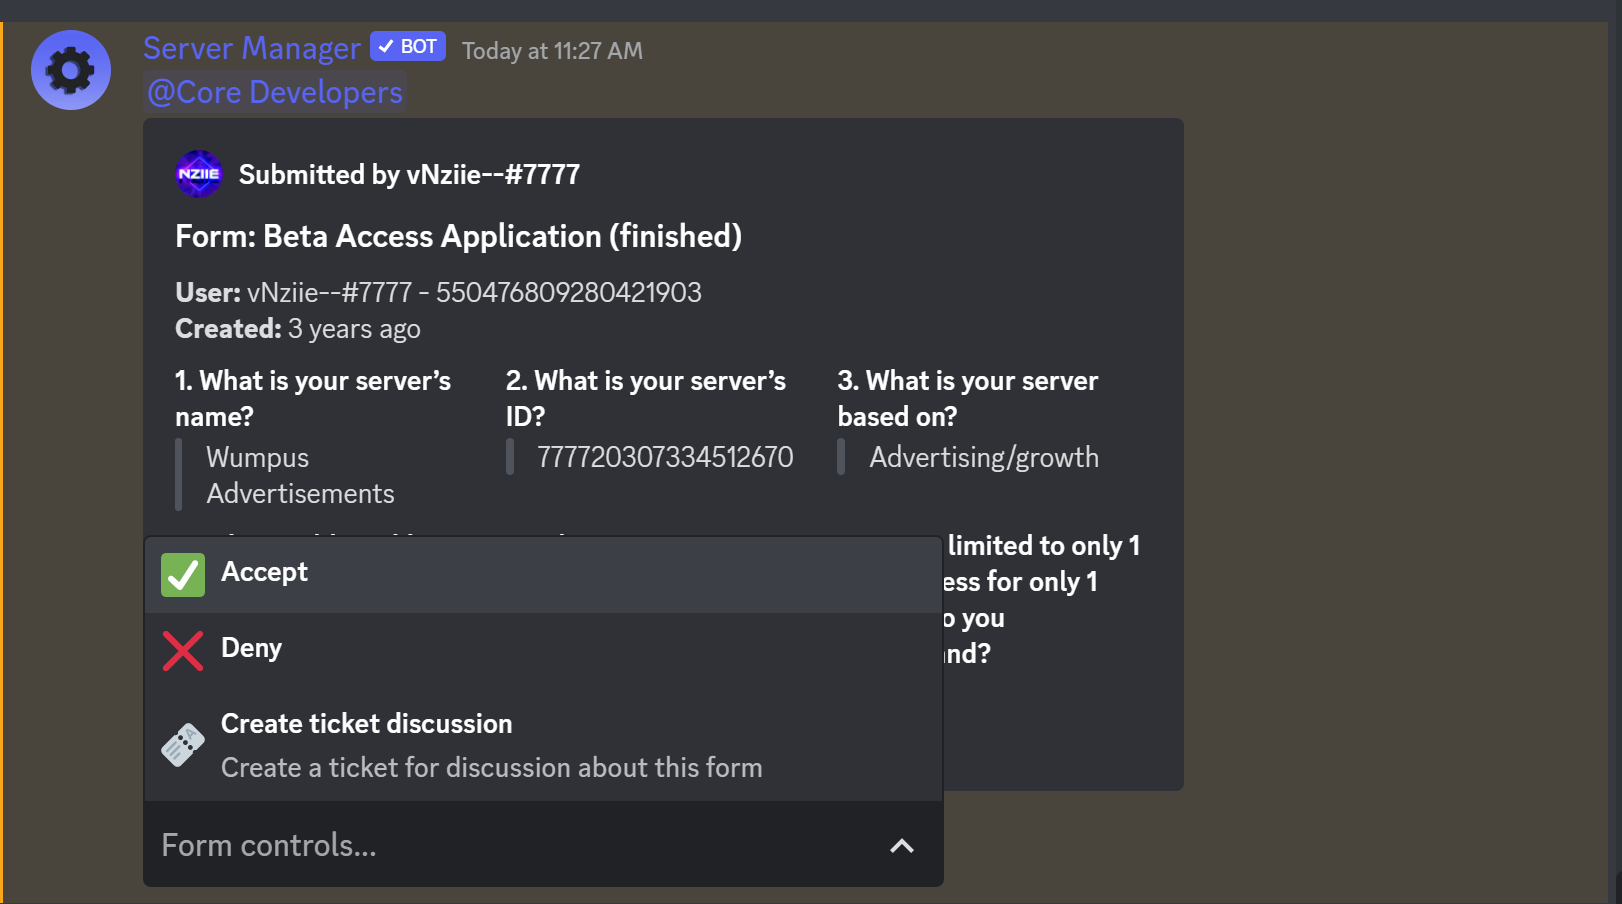 Server Manager BOT Today at 11:27 AM
@Core Developers
NZIIE
Submitted by vNziie--#7777
Form: Beta Access Application (finished)
User: vNziie--#7777 - 550476809280421903
Created: 3 years ago
1. What is your server's
name?
Wumpus
Advertisements
2. What is your server's
ID?
777720307334512670
3. What is your server
based on?
Advertising/growth
limited to only 1
ess for only 1
o you
nd?
Accept
Deny
Create ticket discussion
Create a ticket for discussion about this form
Form controls...